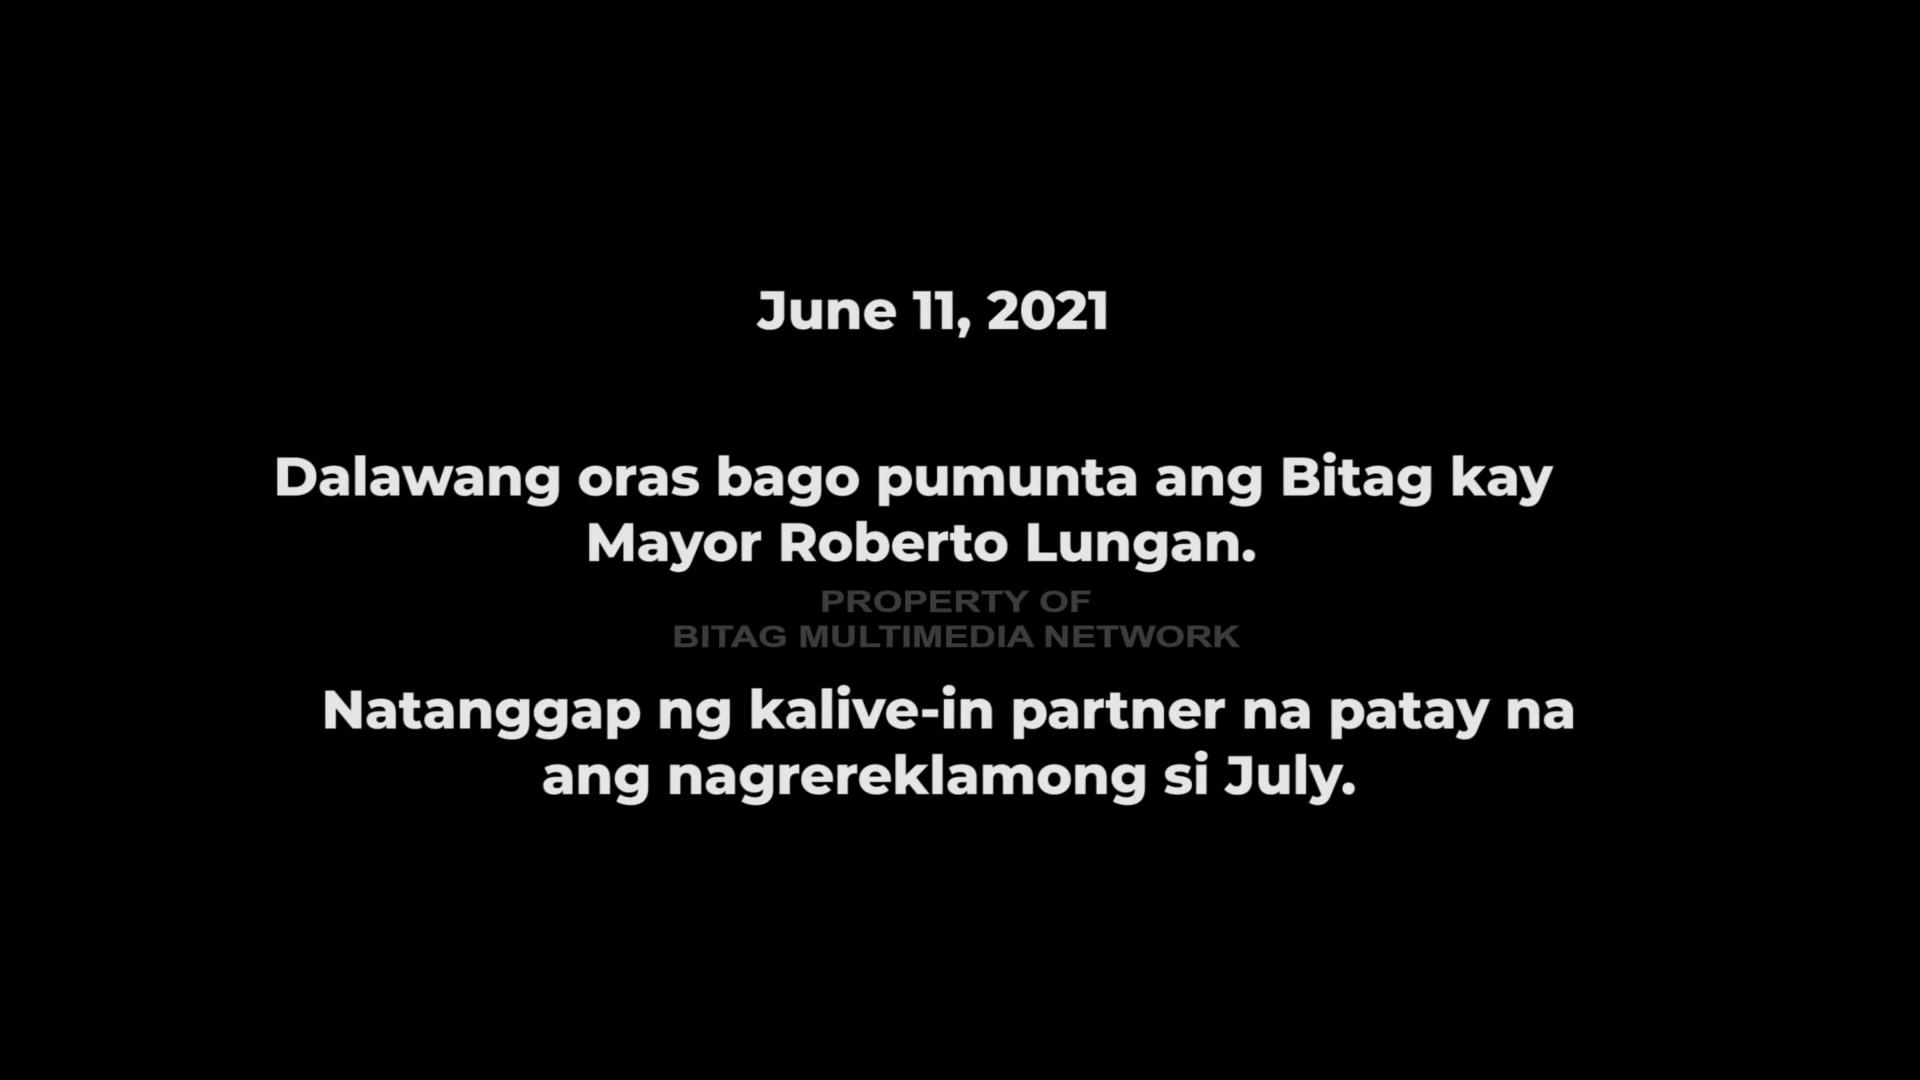 June 11, 2021
Dalawang oras bago pumunta ang Bitag kay
Mayor Roberto Lungan.
PROPERTY OF
BITAG MULTIMEDIA NETWORK
Natanggap ng kalive-in partner na patay na
ang nagrereklamong si July.